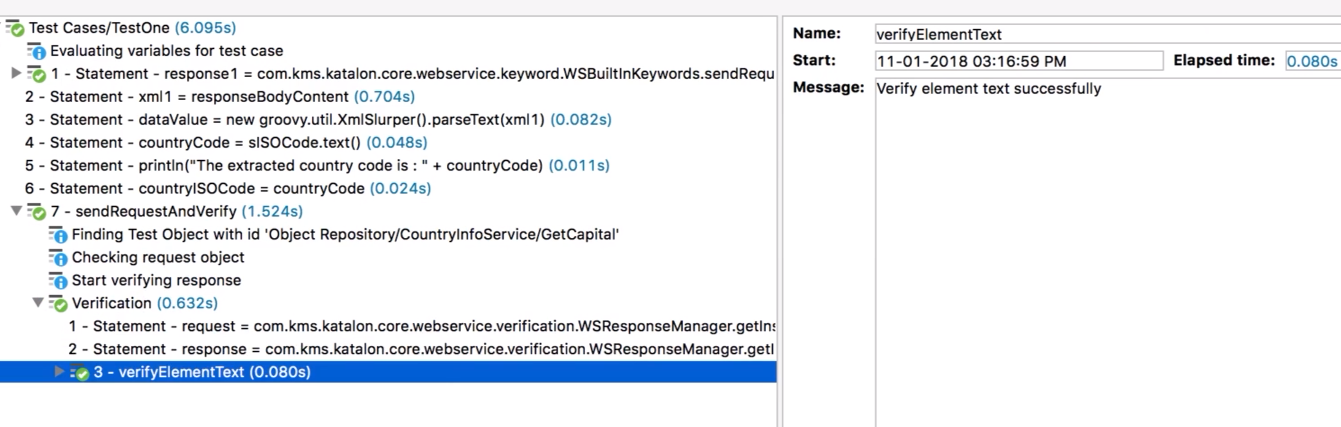 Test Cases/TestOne (6.095s)
Evaluating variables for test case
1 - Statement - response1 = com.kms.katalon.core.webservice.keyword.WSBuiltInKeywords.sendRequ
2 - Statement - xml1 = responseBodyContent (0.704s)
3 - Statement - dataValue = new groovy.util.XmlSlurper().parseText(xml1) (0.082s)
4 - Statement - countryCode = sISOCode.text() (0.048s)
5 - Statement - println("The extracted country code is : " + countryCode) (0.011s)
6 - Statement - countryISOCode = countryCode (0.024s)
7 - sendRequestAndVerify (1.524s)
Finding Test Object with id 'Object Repository/CountryInfoService/GetCapital'
Checking request object
Start verifying response
Verification (0.632s)
1 - Statement - request = com.kms.katalon.core.webservice.verification.WSResponseManager.getIns
2 - Statement - response = com.kms.katalon.core.webservice.verification.WSResponseManager.getI
3 - verifyElementText (0.080s)
Name: verifyElementText
Start: 11-01-2018 03:16:59 PM Elapsed time: 0.080s
Message: Verify element text successfully